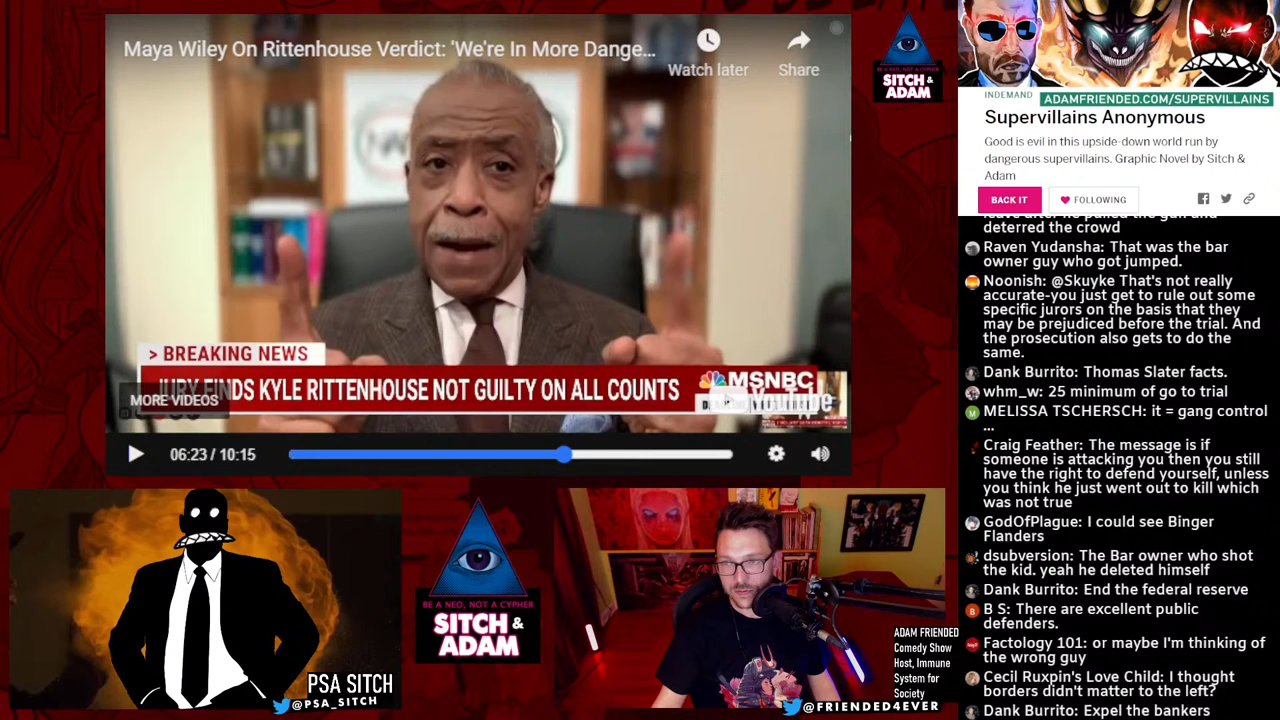 Maya Wiley On Rittenhouse Verdict: 'We're In More Dange...
Watch later
Share
> BREAKING NEWS
JURY FINDS KYLE RITTENHOUSE NOT GUILTY ON ALL COUNTS
MSNBC
YouTube
MORE VIDEOS
06:23 / 10:15
BE A NEO, NOT A CYPHER
SITCH &
ADAM
PSA SITCH
@PSA_SITCH
BE A NEO, NOT A CYPHER
SITCH &
ADAM
ADAM FRIENDED
Comedy Show
Host, Immune
System for
Society
@FRIENDED4EVER
INDEMAND
ADAMFRIENDED.COM/SUPERVILLAINS
Supervillains Anonymous
Good is evil in this upside-down world run by
dangerous supervillains. Graphic Novel by Sitch &
Adam
BACK IT
FOLLOWING
leave after he pulled the gun and
deterred the crowd
Raven Yudansha: That was the bar
owner guy who got jumped.
Noonish: @Skuyke That's not really
accurate-you just get to rule out some
specific jurors on the basis that they
may be prejudiced before the trial. And
the prosecution also gets to do the
same.
Dank Burrito: Thomas Slater facts.
whm_w: 25 minimum of go to trial
MELISSA TSCHERSCH: it = gang control
...
Craig Feather: The message is if
someone is attacking you then you still
have the right to defend yourself, unless
you think he just went out to kill which
was not true
GodOfPlague: I could see Binger
Flanders
dsubversion: The Bar owner who shot
the kid. yeah he deleted himself
Dank Burrito: End the federal reserve
B S: There are excellent public
defenders.
Factology 101: or maybe I'm thinking of
the wrong guy
Cecil Ruxpin's Love Child: I thought
borders didn't matter to the left?
Dank Burrito: Expel the bankers